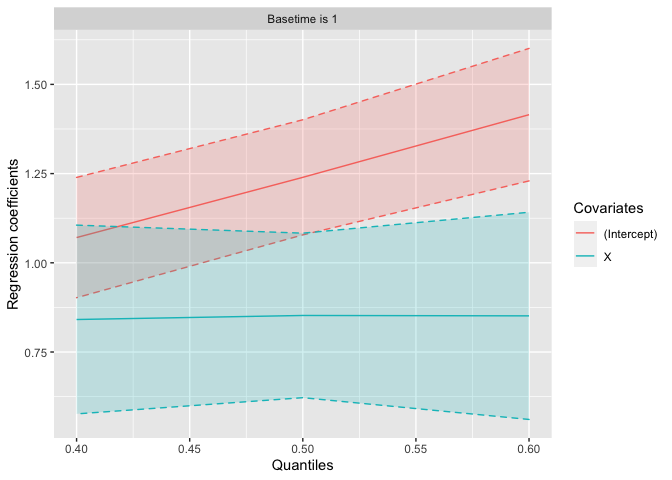 Basetime is 1
Regression coefficients
1.50
1.25
1.00
0.75
0.40
0.45
0.50
0.55
0.60
Quantiles
Covariates
(Intercept)
X